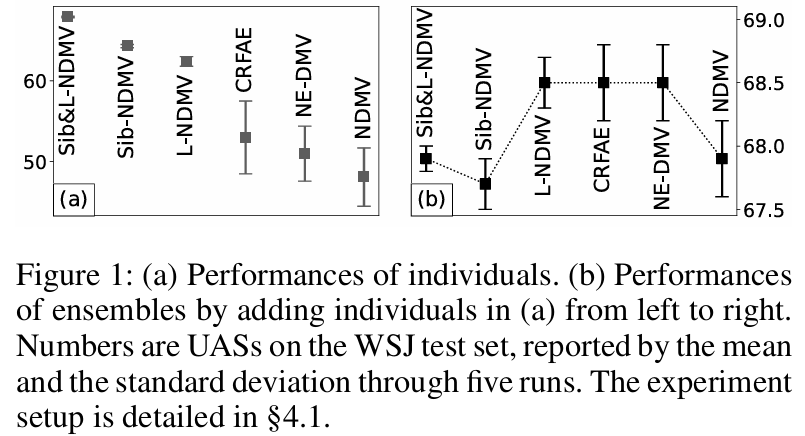 60
50
Sib&L-NDMV
Sib-NDMV
L-NDMV
CRFAE
NE-DMV
NDMV
(a)
Sib&L-NDMV
Sib-NDMV
L-NDMV
CRFAE
NE-DMV
NDMV
(b)
69.0
68.5
68.0
67.5
Figure 1: (a) Performances of individuals. (b) Performances
of ensembles by adding individuals in (a) from left to right.
Numbers are UASs on the WSJ test set, reported by the mean
and the standard deviation through five runs. The experiment
setup is detailed in §4.1.